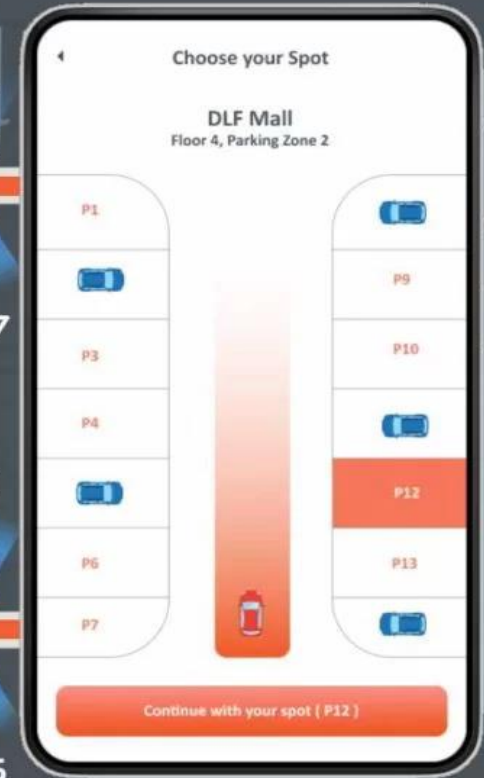 Choose your Spot
DLF Mall
Floor 4, Parking Zone 2
P1
P9
P3
P10
P4
P12
P6
P13
P7
Continue with your spot ( P12 )
7